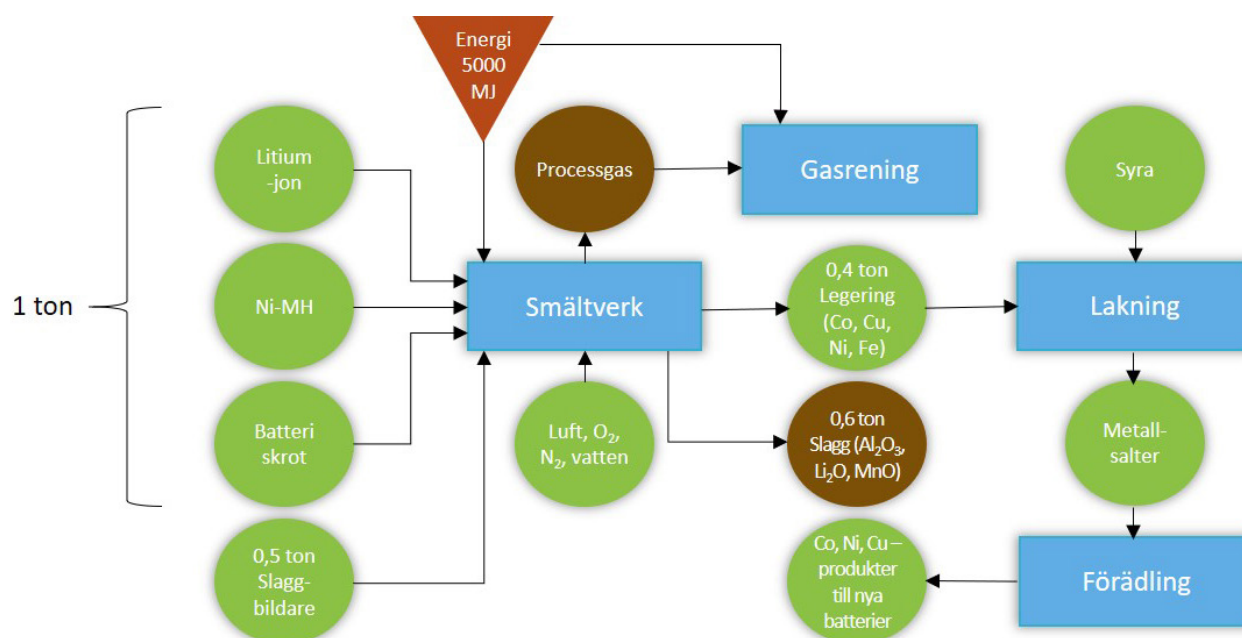 Energi
5000
MJ
Litium
-jon
Processgas
Gasrening
Syra
1 ton
Ni-MH
Smältverk
0,4 ton
Legering
(Co, Cu,
Ni, Fe)
Lakning
Batteri
skrot
Luft, O₂,
N₂, vatten
0,6 ton
Slagg (Al₂O₃,
Li₂O, MnO)
Metall-
salter
0,5 ton
Slagg-
bildare
Co, Ni, Cu –
produkter
till nya
batterier
Förädling